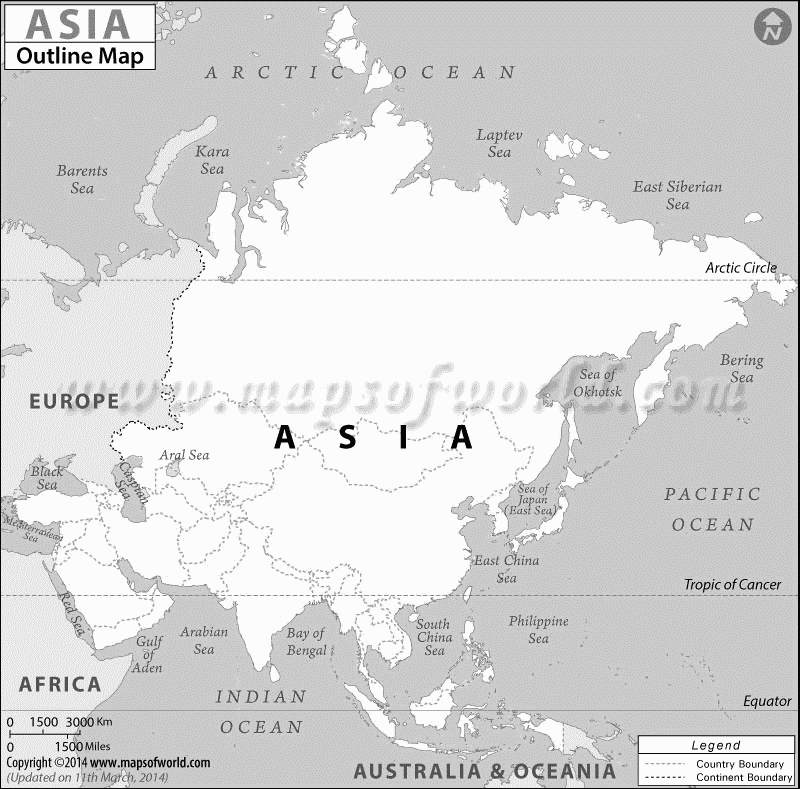 ASIA
Outline Map
N
ARCTIC OCEAN
Barents
Sea
Kara
Sea
Laptev
Sea
East Siberian
Sea
Arctic Circle
Bering
Sea
Sea of
Okhotsk
www.mapsofworld.com
EUROPE
ASIA
Aral Sea
Black
Sea
Caspian
Sea
Mediterranean
Sea
Sea of
Japan
(East Sea)
PACIFIC
OCEAN
East China
Sea
Tropic of Cancer
Red Sea
Gulf
of
Aden
Arabian
Sea
Bay of
Bengal
South
China
Sea
Philippine
Sea
AFRICA
INDIAN
OCEAN
Equator
0 1500 3000 Km
0 1500 Miles
Copyright ©2014 www.mapsofworld.com
(Updated on 11th March, 2014)
AUSTRALIA & OCEANIA
Legend
Country Boundary
Continent Boundary